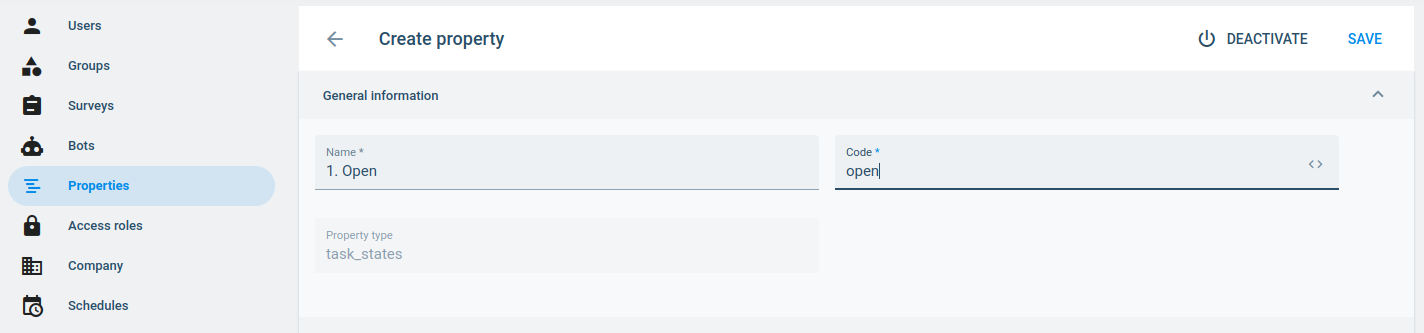 Users
Groups
Surveys
Bots
Properties
Access roles
Company
Schedules
Create property
DEACTIVATE
SAVE
General information
Name *
1. Open
Code *
open
Property type
task_states